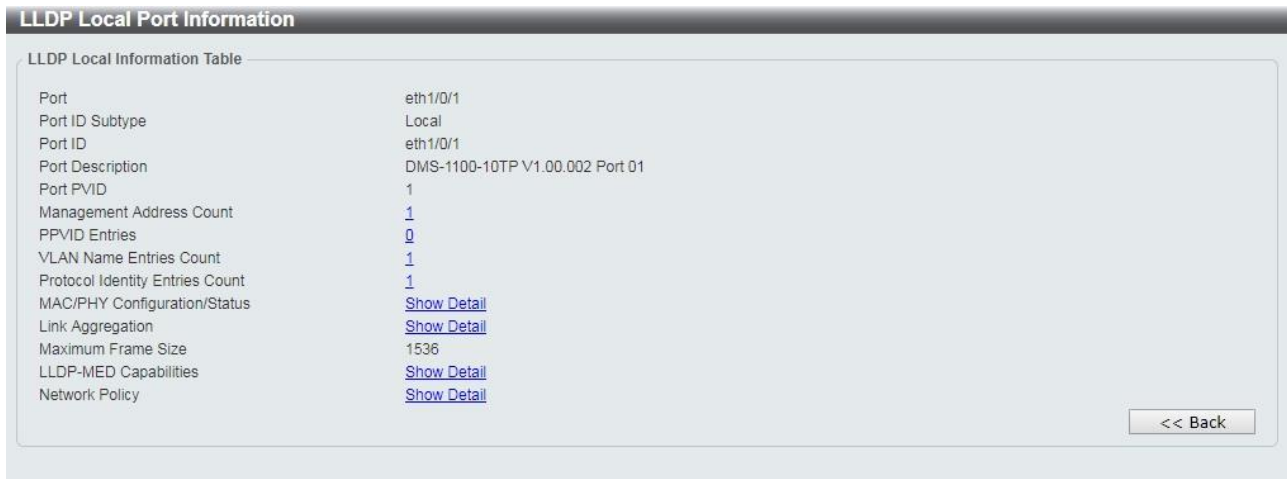 LLDP Local Port Information
LLDP Local Information Table
Port eth1/0/1
Port ID Subtype Local
Port ID eth1/0/1
Port Description DMS-1100-10TP V1.00.002 Port 01
Port PVID 1
Management Address Count 1
PPVID Entries 0
VLAN Name Entries Count 1
Protocol Identity Entries Count 1
MAC/PHY Configuration/Status Show Detail
Link Aggregation Show Detail
Maximum Frame Size 1536
LLDP-MED Capabilities Show Detail
Network Policy Show Detail
<< Back